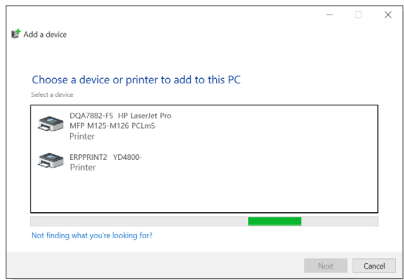 Add a device
Choose a device or printer to add to this PC
Select a device
DQA7882-F5 HP LaserJet Pro
MFP M125-M126 PCLmS
Printer
ERPPRINT2 YD4800-
Printer
Not finding what you're looking for?
Next
Cancel